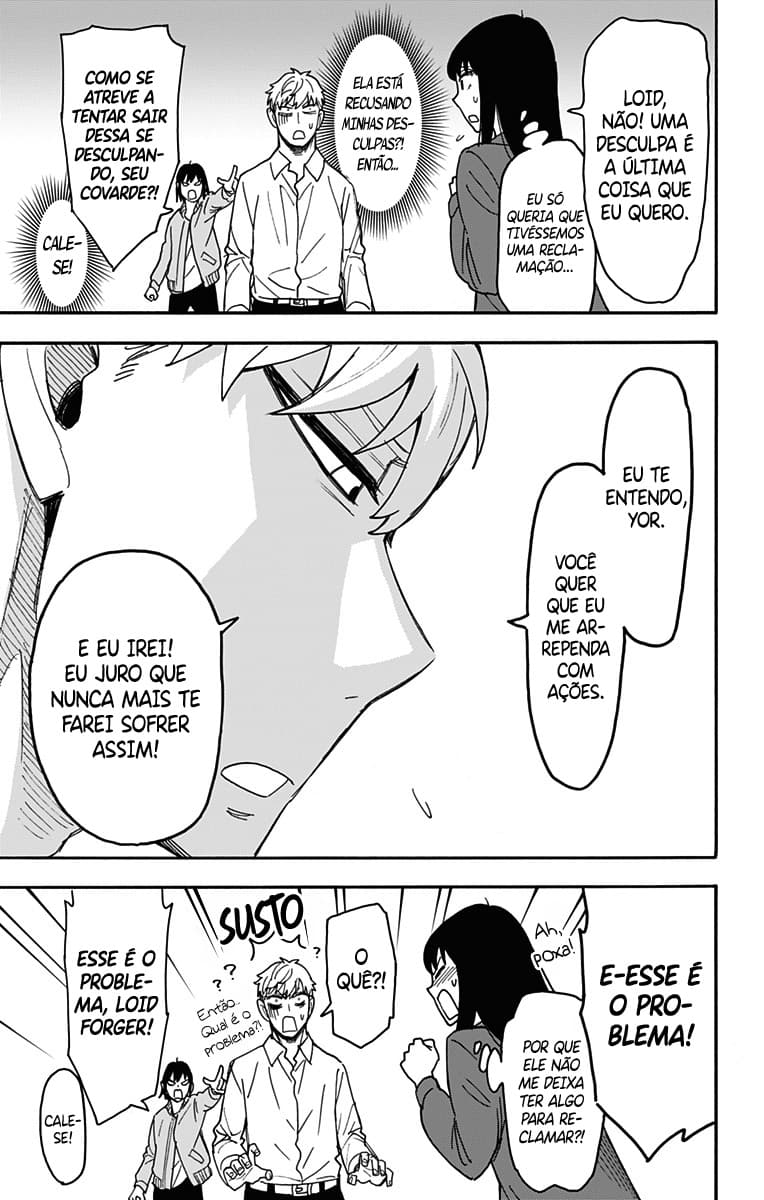 LOID,
NÃO! UMA
DESCULPA É
A ÚLTIMA
COISA QUE
EU QUERO.
EU SÓ
QUERIA QUE
TIVÉSSEMOS
UMA RECLA-
MAÇÃO...
ELA ESTÁ
RECUSANDO
MINHAS DES-
CULPAS?!
ENTÃO...
COMO SE
ATREVE A
TENTAR SAIR
DESSA SE
DESCULPAN-
DO, SEU
COVARDE?!
CALE-
SE!
EU TE
ENTENDO,
YOR.
VOCÊ
QUER
QUE EU
ME AR-
REPENDA
COM
AÇÕES.
E EU IREI!
EU JURO QUE
NUNCA MAIS TE
FAREI SOFRER
ASSIM!
E-ESSE É
O PRO-
BLEMA!
Ah,
poxa!
POR QUE
ELE NÃO
ME DEIXA
TER ALGO
PARA RE-
CLAMAR?!
O
QUÊ?!
SUSTO
? ?
? ?
Então...
Qual é o
problema?!
ESSE É O
PROBLE-
MA, LOID
FORGER!
CALE-
SE!